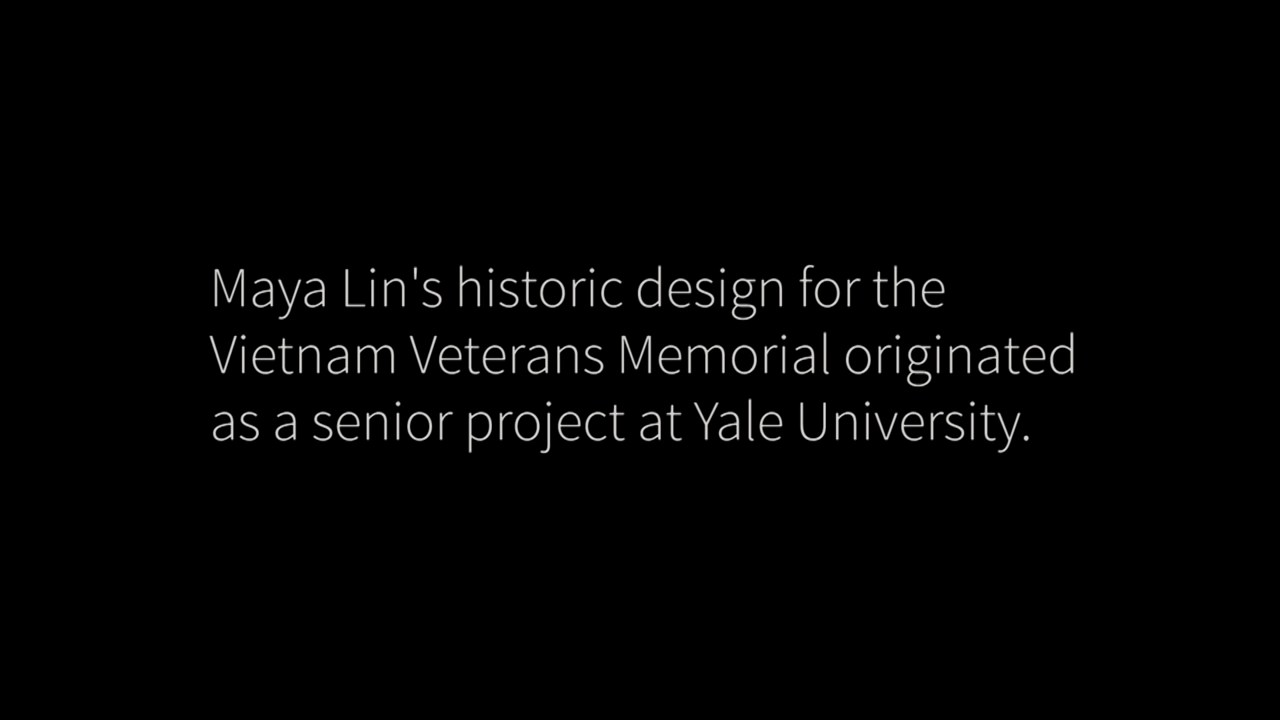 Maya Lin's historic design for the
Vietnam Veterans Memorial originated
as a senior project at Yale University.